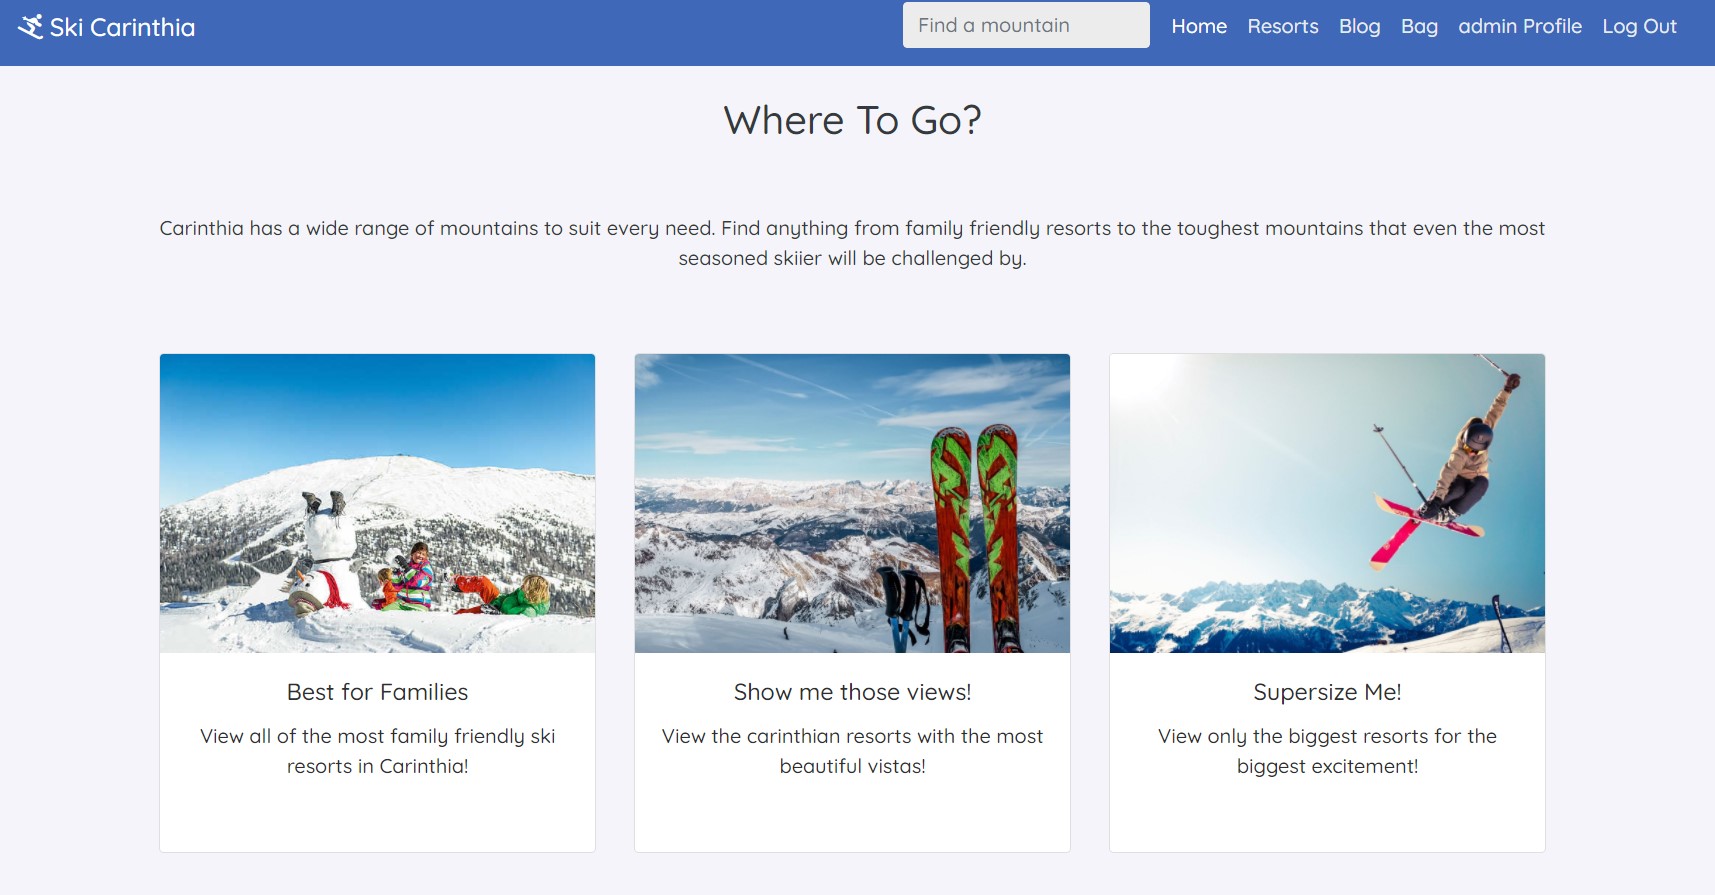 Ski Carinthia
Find a mountain
Home
Resorts
Blog
Bag
admin Profile
Log Out
Where To Go?
Carinthia has a wide range of mountains to suit every need. Find anything from family friendly resorts to the toughest mountains that even the most
seasoned skiier will be challenged by.
Best for Families
View all of the most family friendly ski
resorts in Carinthia!
Show me those views!
View the carinthian resorts with the most
beautiful vistas!
Supersize Me!
View only the biggest resorts for the
biggest excitement!